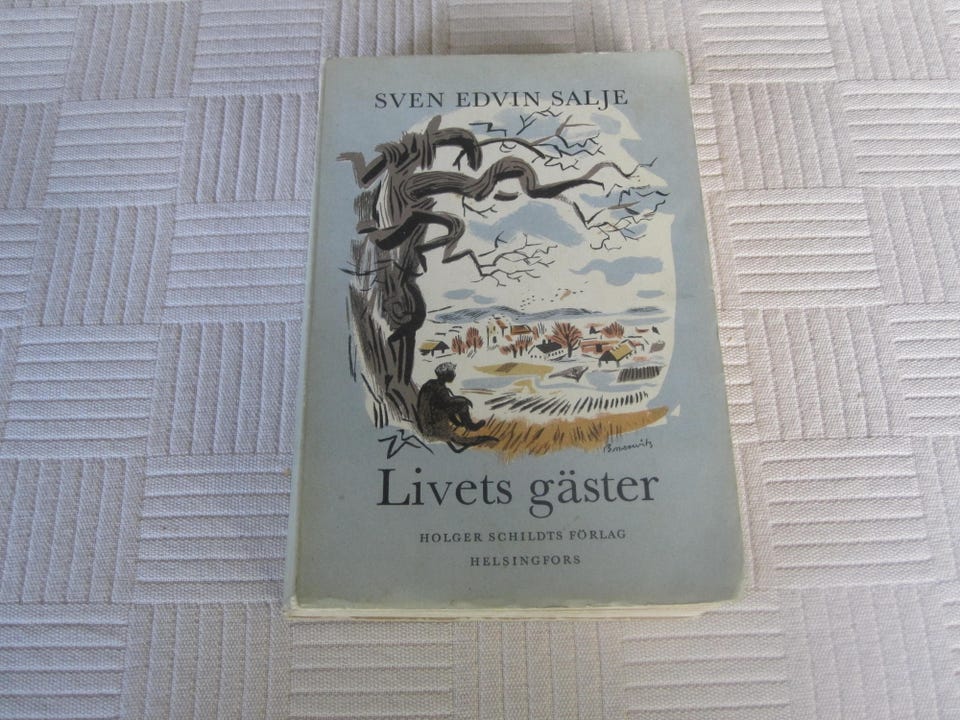 SVEN EDVIN SALJE
Livets gäster
HOLGER SCHILDTS FÖRLAG
HELSINGFORS